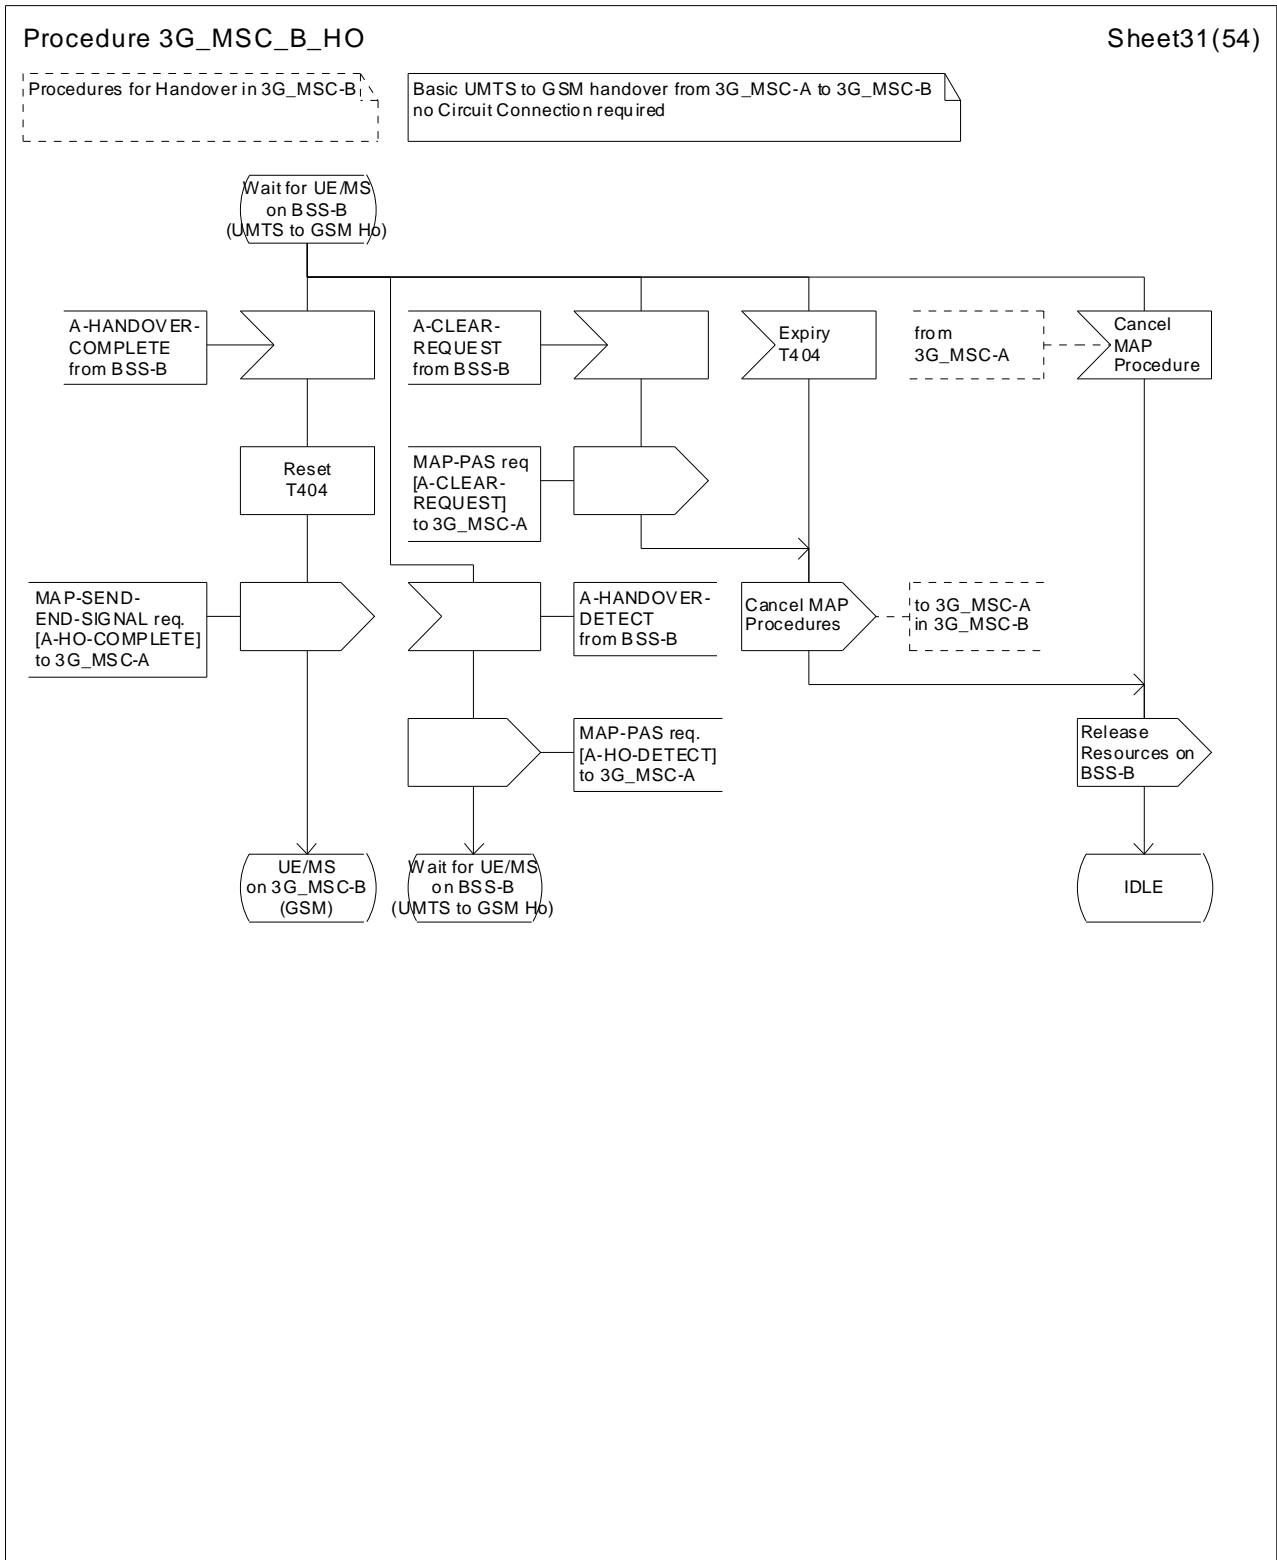 Procedure 3G_MSC_B_HO
Sheet31(54)
Procedures for Handover in 3G_MSC-B
Basic UMTS to GSM handover from 3G_MSC-A to 3G_MSC-B
no Circuit Connection required
Wait for UE/MS
on BSS-B
(UMTS to GSM Ho)
A-HANDOVER-
COMPLETE
from BSS-B
A-CLEAR-
REQUEST
from BSS-B
Expiry
T404
from
3G_MSC-A
Cancel
MAP
Procedure
Reset
T404
MAP-PAS req
[A-CLEAR-
REQUEST]
to 3G_MSC-A
MAP-SEND-
END-SIGNAL req.
[A-HO-COMPLETE]
to 3G_MSC-A
A-HANDOVER-
DETECT
from BSS-B
Cancel MAP
Procedures
to 3G_MSC-A
in 3G_MSC-B
MAP-PAS req.
[A-HO-DETECT]
to 3G_MSC-A
Release
Resources on
BSS-B
UE/MS
on 3G_MSC-B
(GSM)
Wait for UE/MS
on BSS-B
(UMTS to GSM Ho)
IDLE